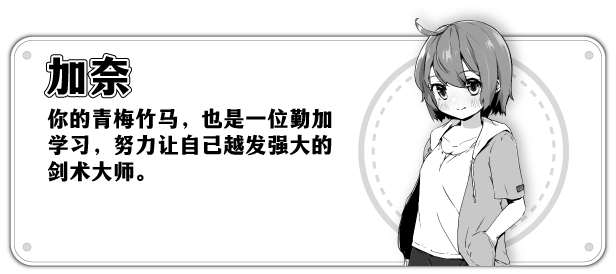 加奈
你的青梅竹马，也是一位勤加
学习，努力让自己越发强大的
剑术大师。